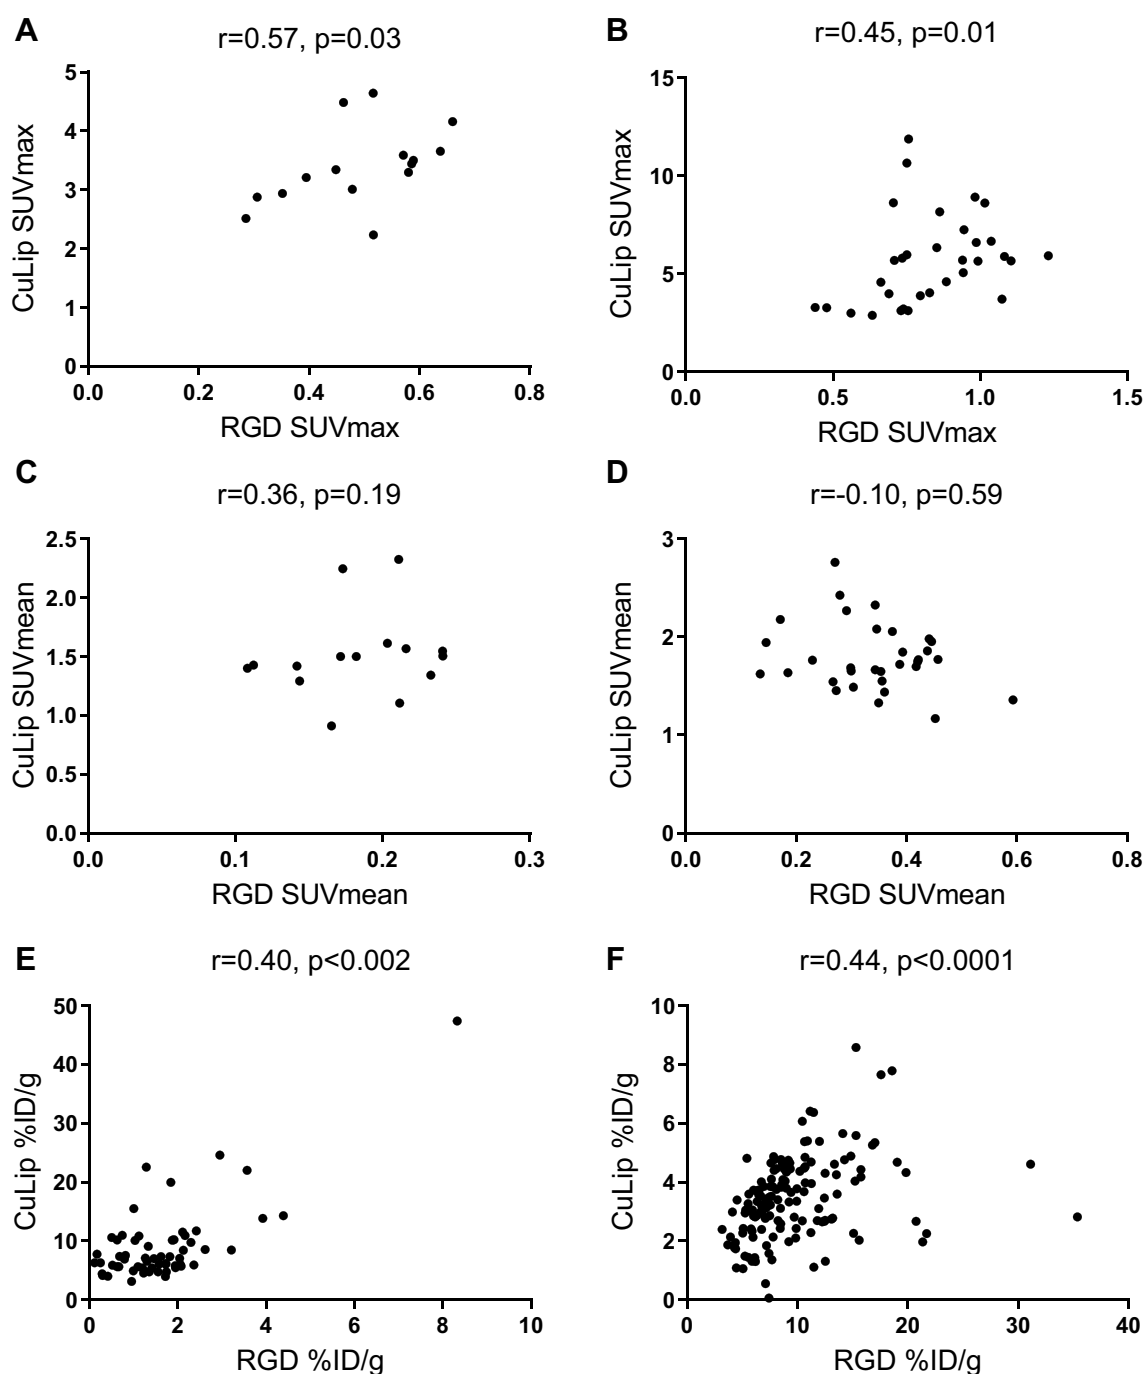 A
r=0.57, p=0.03
5
4
3
2
1
0
CuLip SUVmax
0.0 0.2 0.4 0.6 0.8
RGD SUVmax
B
r=0.45, p=0.01
15
10
5
0
CuLip SUVmax
0.0 0.5 1.0 1.5
RGD SUVmax
C
r=0.36, p=0.19
2.5
2.0
1.5
1.0
0.5
0.0
CuLip SUVmean
0.0 0.1 0.2 0.3
RGD SUVmean
D
r=-0.10, p=0.59
3
2
1
0
CuLip SUVmean
0.0 0.2 0.4 0.6 0.8
RGD SUVmean
E
r=0.40, p<0.002
50
40
30
20
10
0
CuLip %ID/g
0 2 4 6 8 10
RGD %ID/g
F
r=0.44, p<0.0001
10
8
6
4
2
0
CuLip %ID/g
0 10 20 30 40
RGD %ID/g